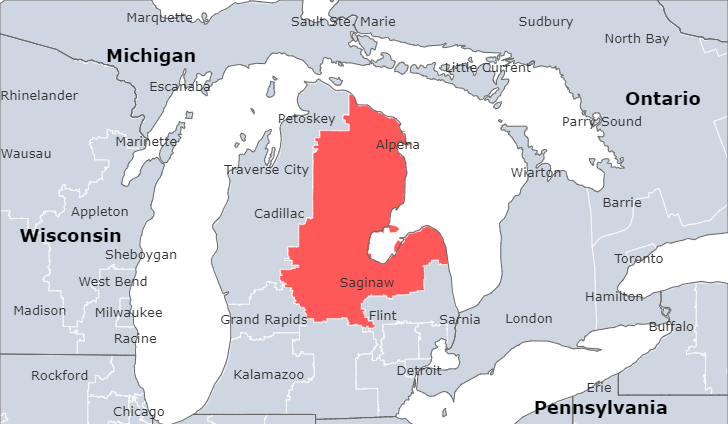 Marquette
Sault Ste. Marie
Sudbury
North Bay
Michigan
Little Current
Escanaba
Rhinelander
Ontario
Petoskey
Parry Sound
Marinette
Alpena
Wausau
Traverse City
Wiarton
Barrie
Appleton
Cadillac
Wisconsin
Sheboygan
Toronto
West Bend
Saginaw
Hamilton
Madison
Milwaukee
Grand Rapids
Flint
Sarnia
London
Buffalo
Racine
Detroit
Rockford
Kalamazoo
Erie
Chicago
Pennsylvania